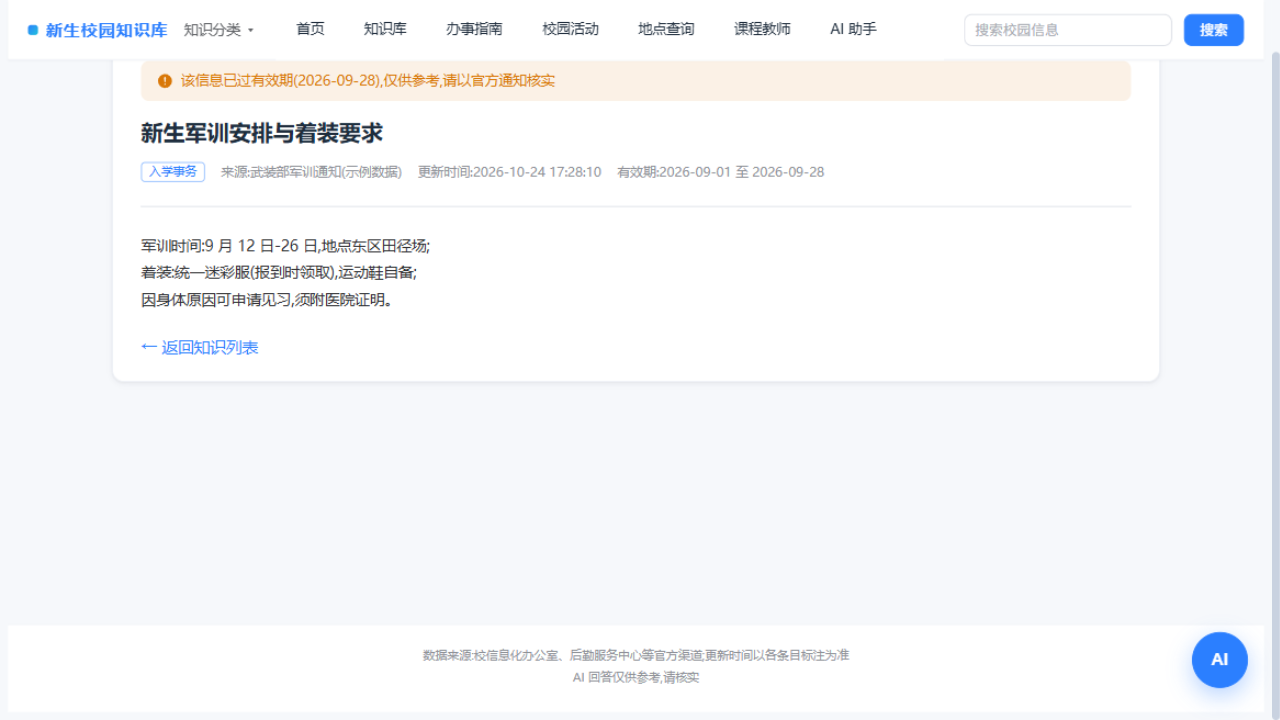 新生校园知识库 知识分类 首页 知识库 办事指南 校园活动 地点查询 课程教师 AI 助手 搜索校园信息 搜索
该信息已过有效期(2026-09-28),仅供参考,请以官方通知核实
新生军训安排与着装要求
入学事务 来源:武装部军训通知(示例数据) 更新时间:2026-10-24 17:28:10 有效期:2026-09-01 至 2026-09-28
军训时间:9 月 12 日-26 日,地点东区田径场;
着装:统一迷彩服(报到时领取),运动鞋自备;
因身体原因可申请见习,须附医院证明。
← 返回知识列表
数据来源:校信息化办公室、后勤服务中心等官方渠道;更新时间以各条目标注为准
AI 回答仅供参考,请核实
AI